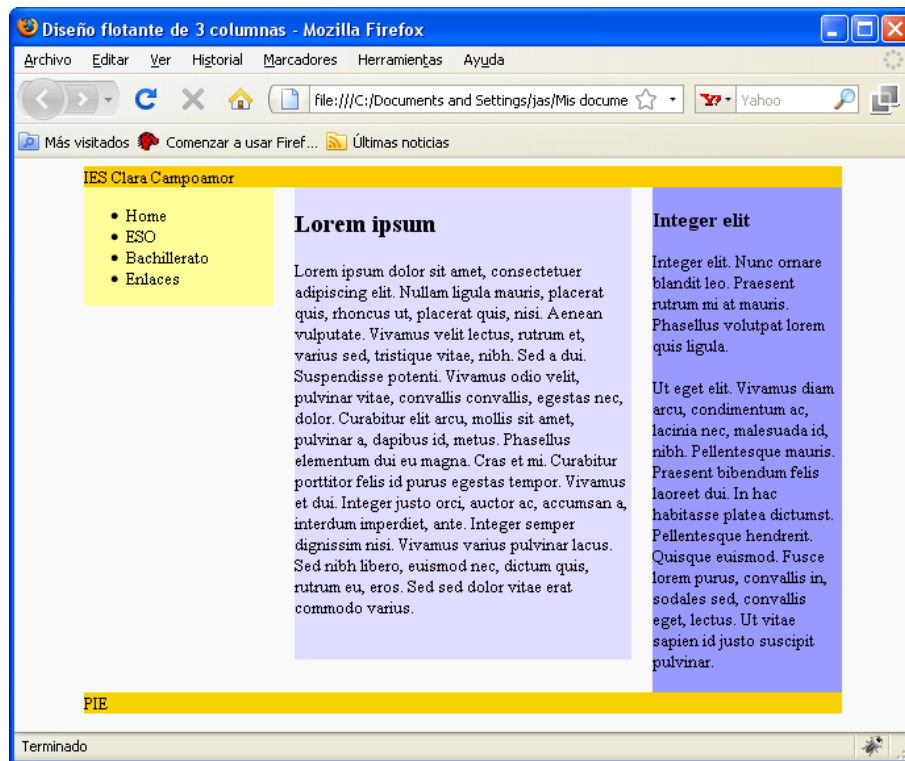 Diseño flotante de 3 columnas - Mozilla Firefox
Archivo Editar Ver Historial Marcadores Herramientas Ayuda
file:///C:/Documents and Settings/jas/Mis docume
Yahoo
Más visitados Comenzar a usar Firef... Últimas noticias
IES Clara Campoamor
Home
ESO
Bachillerato
Enlaces
Lorem ipsum
Lorem ipsum dolor sit amet, consectetuer
adipiscing elit. Nullam ligula mauris, placerat
quis, rhoncus ut, placerat quis, nisi. Aenean
vulputate. Vivamus velit lectus, rutrum et,
varius sed, tristique vitae, nibh. Sed a dui.
Suspendisse potenti. Vivamus odio velit,
pulvinar vitae, convallis convallis, egestas nec,
dolor. Curabitur elit arcu, mollis sit amet,
pulvinar a, dapibus id, metus. Phasellus
elementum dui eu magna. Cras et mi. Curabitur
porttitor felis id purus egestas tempor. Vivamus
et dui. Integer justo orci, auctor ac, accumsan a,
interdum imperdiet, ante. Integer semper
dignissim nisi. Vivamus varius pulvinar lacus.
Sed nibh libero, euismod nec, dictum quis,
rutrum eu, eros. Sed sed dolor vitae erat
commodo varius.
Integer elit
Integer elit. Nunc ornare
blandit leo. Praesent
rutrum mi at mauris.
Phasellus volutpat lorem
quis ligula.
Ut eget elit. Vivamus diam
arcu, condimentum ac,
lacinia nec, malesuada id,
nibh. Pellentesque mauris.
Praesent bibendum felis
laoreet dui. In hac
habitasse platea dictumst.
Pellentesque hendrerit.
Quisque euismod. Fusce
lorem purus, convallis in,
sodales sed, convallis
eget, lectus. Ut vitae
sapien id justo suscipit
pulvinar.
PIE
Terminado